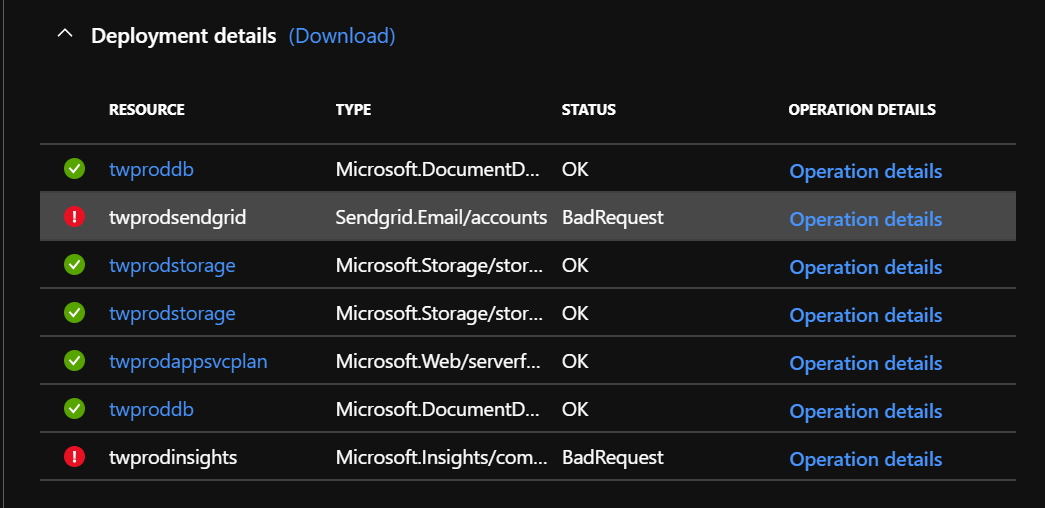 Deployment details (Download)
RESOURCE TYPE STATUS OPERATION DETAILS
twproddb Microsoft.DocumentD... OK Operation details
twprodsendgrid Sendgrid.Email/accounts BadRequest Operation details
twprodstorage Microsoft.Storage/stor... OK Operation details
twprodstorage Microsoft.Storage/stor... OK Operation details
twprodappsvcplan Microsoft.Web/serverf... OK Operation details
twproddb Microsoft.DocumentD... OK Operation details
twprodinsights Microsoft.Insights/com... BadRequest Operation details